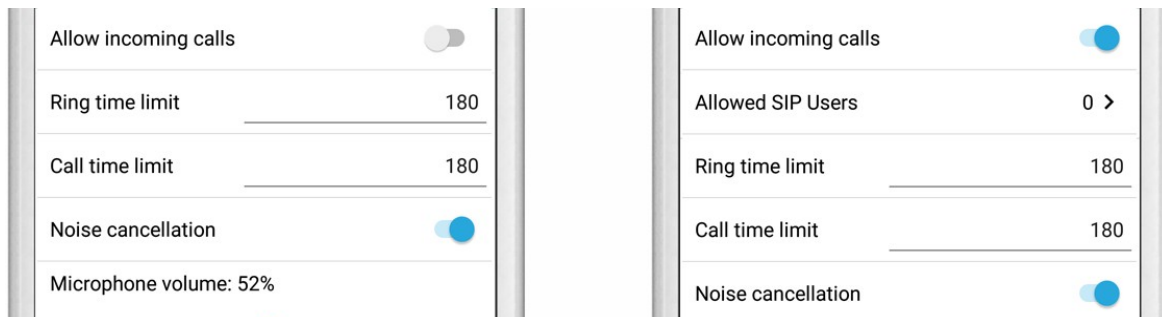 Allow incoming calls
Ring time limit 180
Call time limit 180
Noise cancellation
Microphone volume: 52%
Allow incoming calls
Allowed SIP Users 0 >
Ring time limit 180
Call time limit 180
Noise cancellation